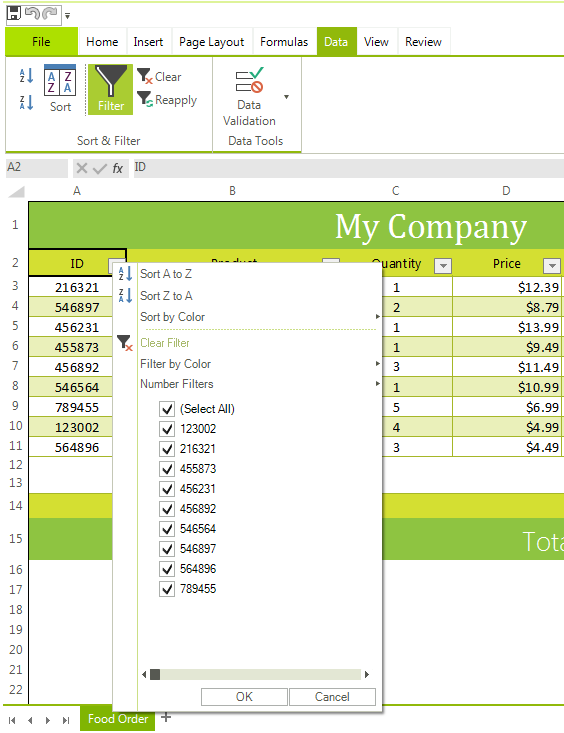 File Home Insert Page Layout Formulas Data View Review
A Z Sort A Z Z A Filter Clear Reapply Data Validation
Z A
Sort & Filter Data Tools
A2 fx ID
A B C D
1 My Company
2 ID Product Quantity Price
3 216321 1 $12.39
4 546897 2 $8.79
5 456231 1 $13.99
6 455873 1 $9.49
7 456892 3 $11.49
8 546564 1 $10.99
9 789455 5 $6.99
10 123002 4 $4.99
11 564896 3 $4.49
12
13
14
15
16
17
18
19
20
21
22
A Z Sort A to Z
Z A Sort Z to A
Sort by Color
Clear Filter
Filter by Color
Number Filters
(Select All)
123002
216321
455873
456231
456892
546564
546897
564896
789455
OK Cancel
Food Order +